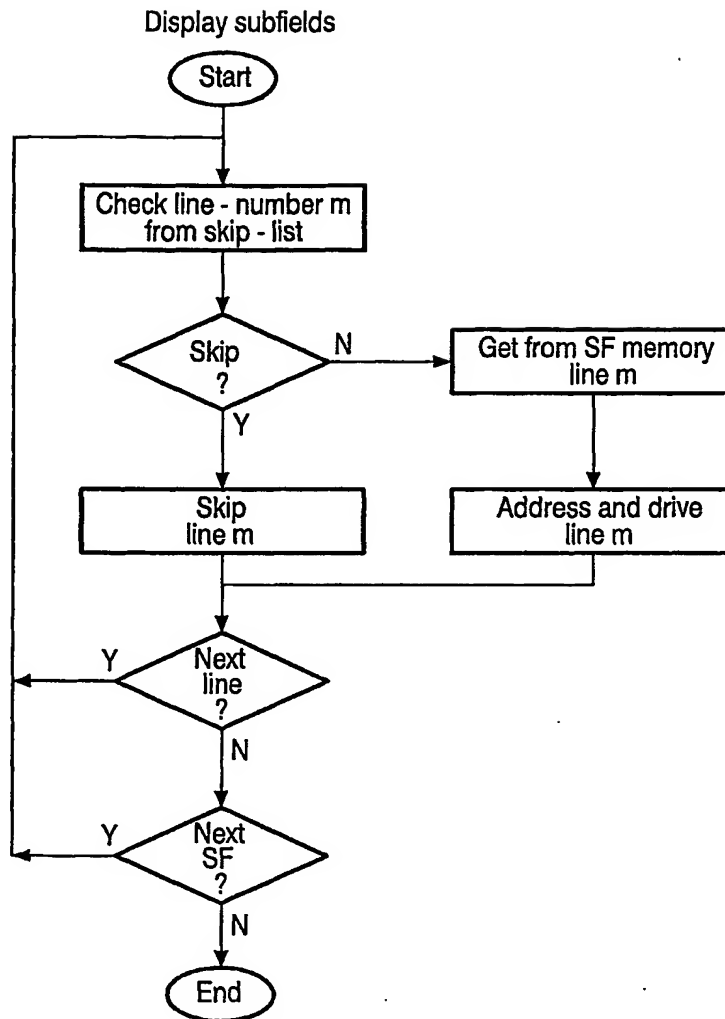 Display subfields
Start
Check line - number m
from skip - list
Skip
?
N
Y
Get from SF memory
line m
Skip
line m
Address and drive
line m
Next
line
?
Y
N
Next
SF
?
Y
N
End